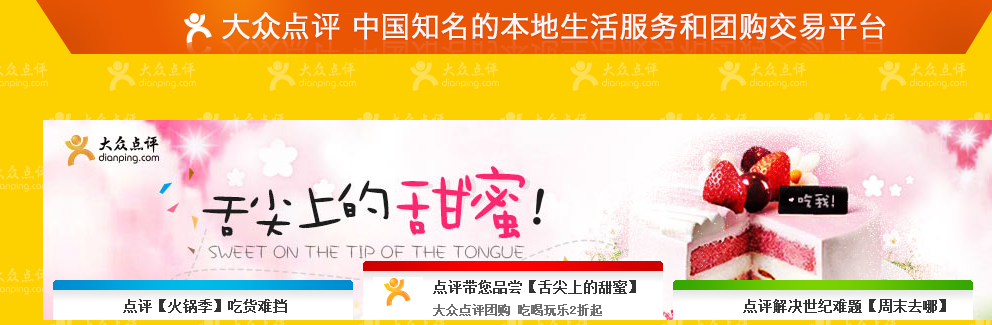 大众点评 中国知名的本地生活服务和团购交易平台
大众点评
dianping.com
舌尖上的甜蜜!
SWEET ON THE TIP OF THE TONGUE
吃我!
点评【火锅季】吃货难挡
点评带您品尝【舌尖上的甜蜜】
大众点评团购 吃喝玩乐2折起
点评解决世纪难题【周末去哪】